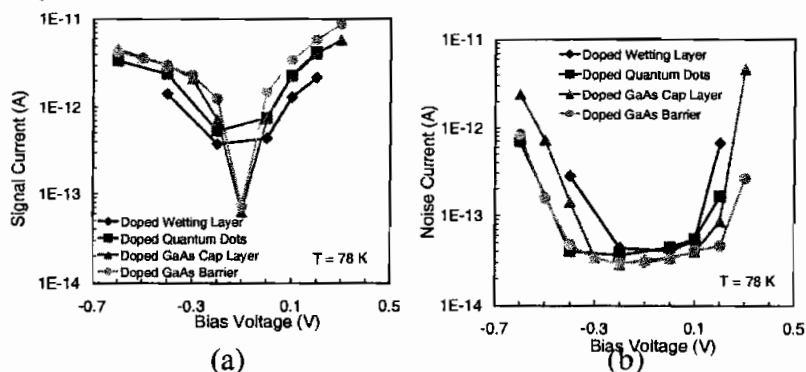 1E-11
1E-12
1E-13
1E-14
Signal Current (A)
Doped Wetting Layer
Doped Quantum Dots
Doped GaAs Cap Layer
Doped GaAs Barrier
T = 78 K
-0.7 -0.3 0.1 0.5
Bias Voltage (V)
(a)
1E-11
1E-12
1E-13
1E-14
Noise Current (A)
Doped Wetting Layer
Doped Quantum Dots
Doped GaAs Cap Layer
Doped GaAs Barrier
T = 78 K
-0.7 -0.3 0.1 0.5
Bias Voltage (V)
(b)